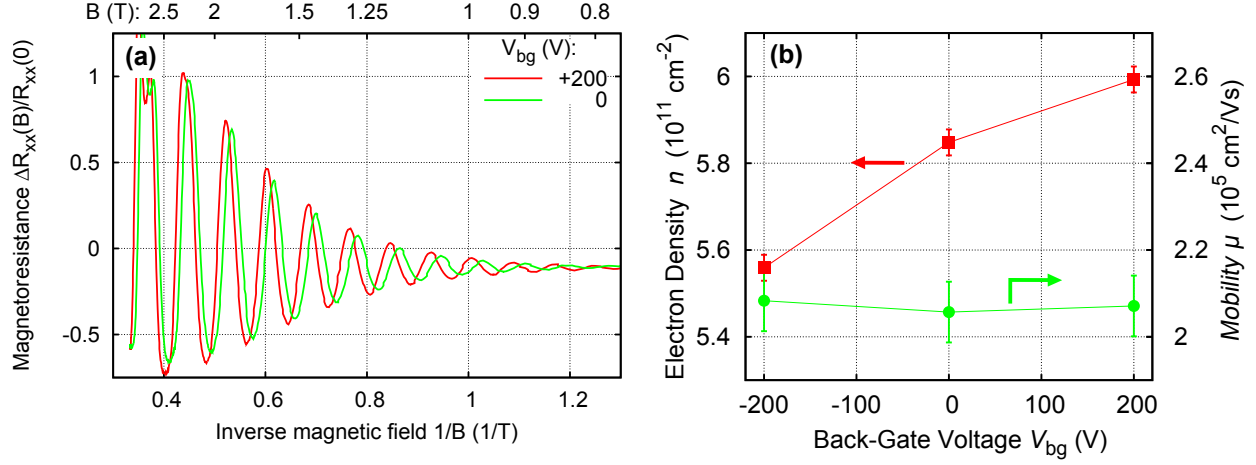 B (T): 2.5 2 1.5 1.25 1 0.9 0.8
(a)
V_bg (V):
+200
0
Magnetoresistance ΔR_xx(B)/R_xx(0)
1
0.5
0
-0.5
0.4 0.6 0.8 1 1.2
Inverse magnetic field 1/B (1/T)
(b)
Electron Density n (10^11 cm^-2)
6
5.8
5.6
5.4
Mobility μ (10^5 cm^2/Vs)
2.6
2.4
2.2
2
-200 -100 0 100 200
Back-Gate Voltage V_bg (V)